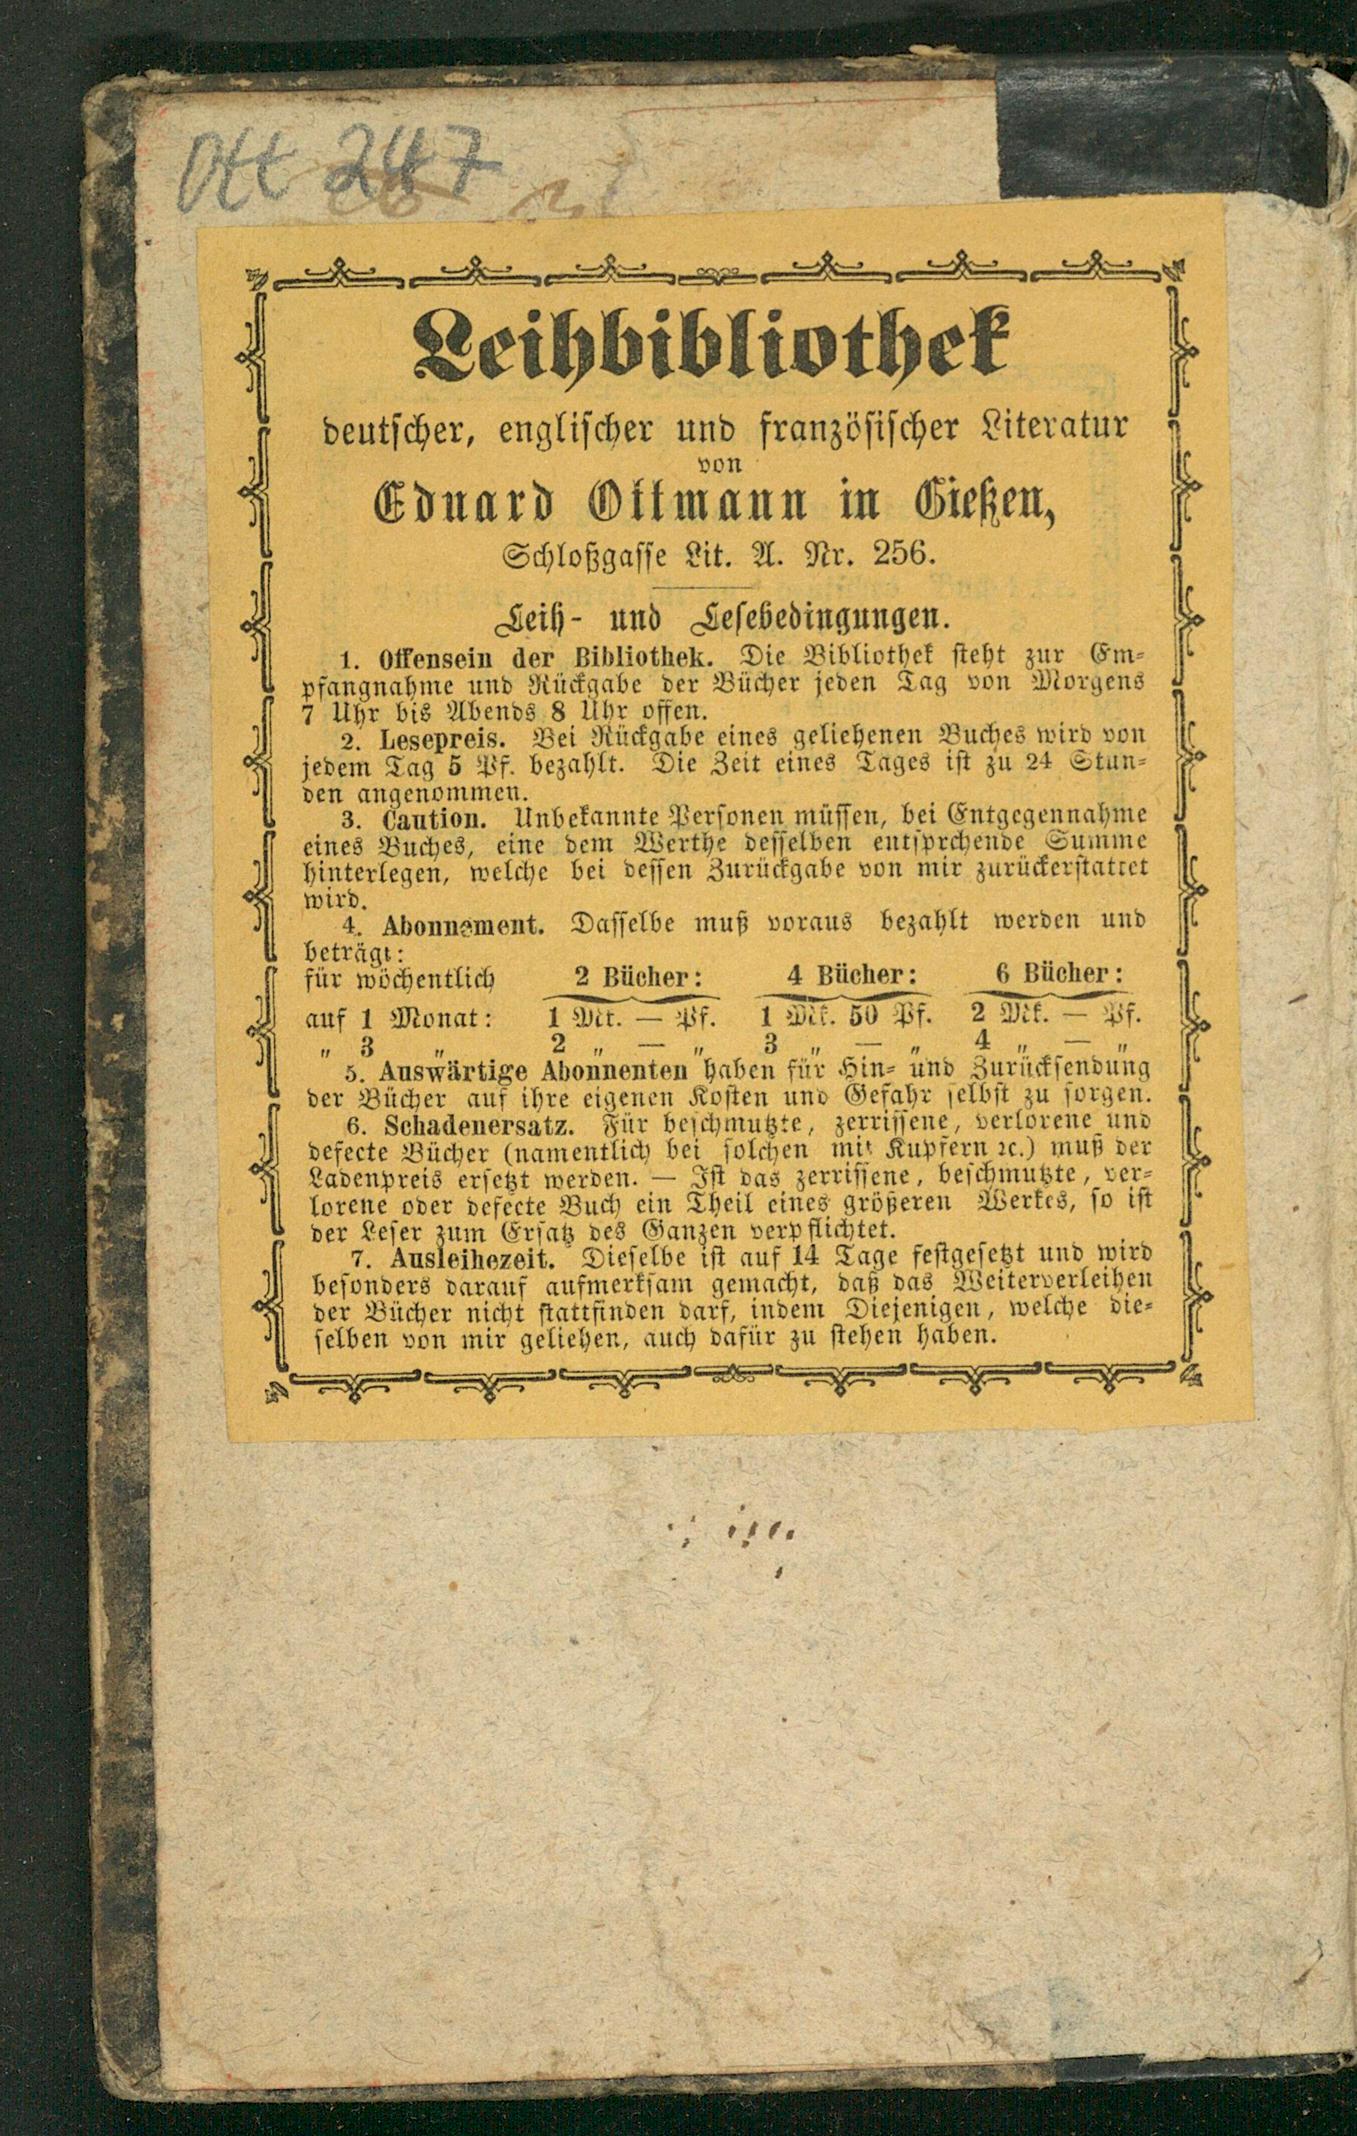 Ott 247
Leihbibliothek
deutscher, englischer und französischer Literatur
von
Eduard Ottmann in Gießen,
Schloßgasse Lit. A. Nr. 256.
Leih- und Lesebedingungen.
1. Offensein der Bibliothek. Die Bibliothek steht zur Em-
pfangnahme und Rückgabe der Bücher jeden Tag von Morgens
7 Uhr bis Abends 8 Uhr offen.
2. Lesepreis. Bei Rückgabe eines geliehenen Buches wird von
jedem Tag 5 Pf. bezahlt. Die Zeit eines Tages ist zu 24 Stun-
den angenommen.
3. Caution. Unbekannte Personen müssen, bei Entgegennahme
eines Buches, eine dem Werthe desselben entsprchende Summe
hinterlegen, welche bei dessen Zurückgabe von mir zurückerstattet
wird.
4. Abonnement. Dasselbe muß voraus bezahlt werden und
beträgt:
für wöchentlich 2 Bücher: 4 Bücher: 6 Bücher:
auf 1 Monat: 1 Mk. — Pf. 1 Mk. 50 Pf. 2 Mk. — Pf.
„ 3 „ 2 „ — „ 3 „ — „ 4 „ — „
5. Auswärtige Abonnenten haben für Hin- und Zurücksendung
der Bücher auf ihre eigenen Kosten und Gefahr selbst zu sorgen.
6. Schadenersatz. Für beschmutzte, zerrissene, verlorene und
defecte Bücher (namentlich bei solchen mit Kupfern ꝛc.) muß der
Ladenpreis ersetzt werden. — Ist das zerrissene, beschmutzte, ver-
lorene oder defecte Buch ein Theil eines größeren Werkes, so ist
der Leser zum Ersatz des Ganzen verpflichtet.
7. Ausleihezeit. Dieselbe ist auf 14 Tage festgesetzt und wird
besonders darauf aufmerksam gemacht, daß das Weiterverleihen
der Bücher nicht stattfinden darf, indem Diejenigen, welche die-
selben von mir geliehen, auch dafür zu stehen haben.